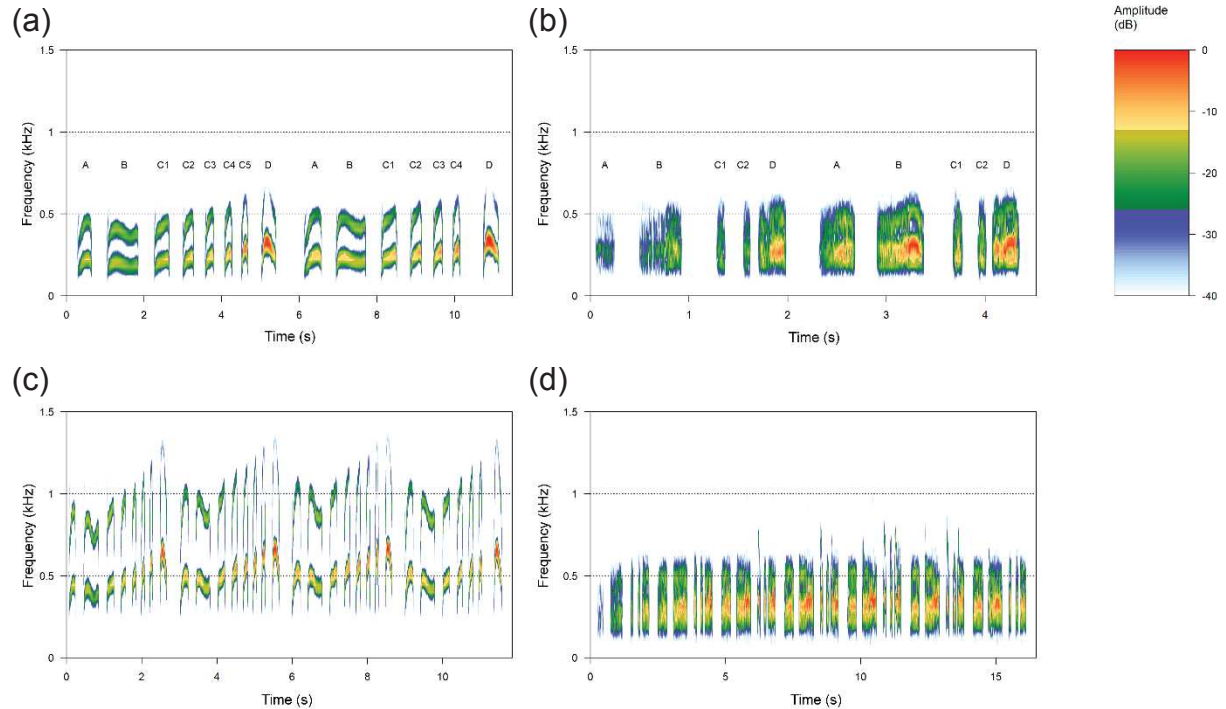 (a)
(b)
Amplitude
(dB)
0
-10
-20
-30
-40
1.5
1
0.5
0
Frequency (kHz)
A B C1 C2 C3 C4 C5 D A B C1 C2 C3 C4 D
0 2 4 6 8 10
Time (s)
1.5
1
0.5
0
Frequency (kHz)
A B C1 C2 D A B C1 C2 D
1 2 3 4
Time (s)
(c)
(d)
1.5
1
0.5
0
Frequency (kHz)
0 2 4 6 8 10
Time (s)
1.5
1
0.5
0
Frequency (kHz)
5 10 15
Time (s)